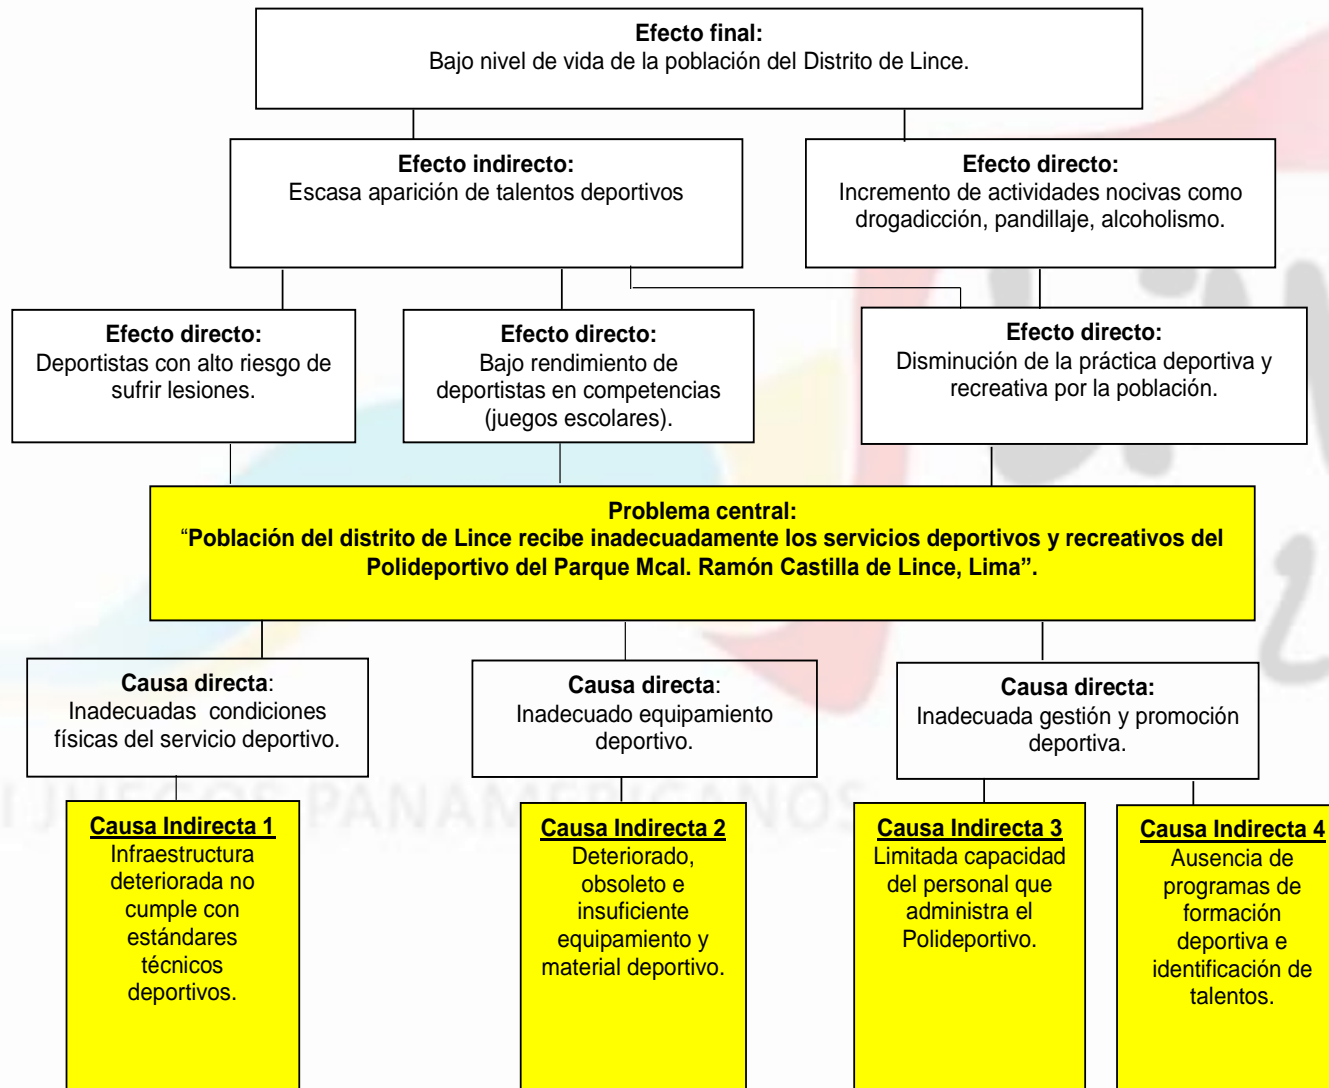 Efecto final:
Bajo nivel de vida de la población del Distrito de Lince.
Efecto indirecto:
Escasa aparición de talentos deportivos
Efecto directo:
Incremento de actividades nocivas como
drogadicción, pandillaje, alcoholismo.
Efecto directo:
Deportistas con alto riesgo de
sufrir lesiones.
Efecto directo:
Bajo rendimiento de
deportistas en competencias
(juegos escolares).
Efecto directo:
Disminución de la práctica deportiva y
recreativa por la población.
Problema central:
“Población del distrito de Lince recibe inadecuadamente los servicios deportivos y recreativos del
Polideportivo del Parque Mcal. Ramón Castilla de Lince, Lima”.
Causa directa:
Inadecuadas condiciones
físicas del servicio deportivo.
Causa directa:
Inadecuado equipamiento
deportivo.
Causa directa:
Inadecuada gestión y promoción
deportiva.
Causa Indirecta 1
Infraestructura
deteriorada no
cumple con
estándares
técnicos
deportivos.
Causa Indirecta 2
Deteriorado,
obsoleto e
insuficiente
equipamiento y
material deportivo.
Causa Indirecta 3
Limitada capacidad
del personal que
administra el
Polideportivo.
Causa Indirecta 4
Ausencia de
programas de
formación
deportiva e
identificación de
talentos.
JUEGOS PANAMERICANOS